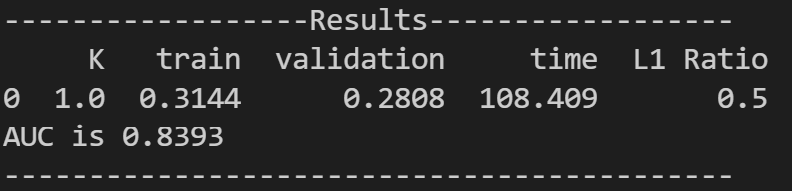 ------------------Results------------------
     K   train  validation     time  L1 Ratio
0  1.0  0.3144      0.2808  108.409       0.5
AUC is 0.8393
-------------------------------------------